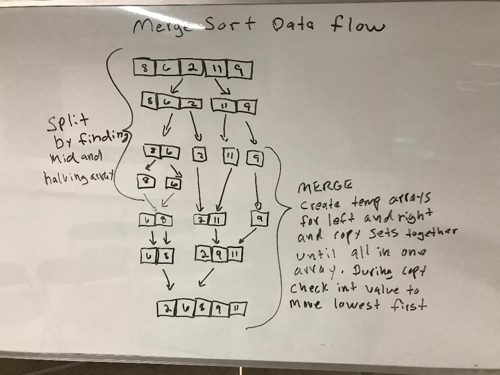 Merge Sort Data flow
8 6 2 11 9
8 6 2 11 9
8 6 2 11 9
8 6
6 8 2 11 9
6 8 2 9 11
2 6 8 9 11
Split
by finding
mid and
halving array
MERGE
Create temp arrays
for left and right
and copy sets together
until all in one
array. During copy
check int value to
move lowest first